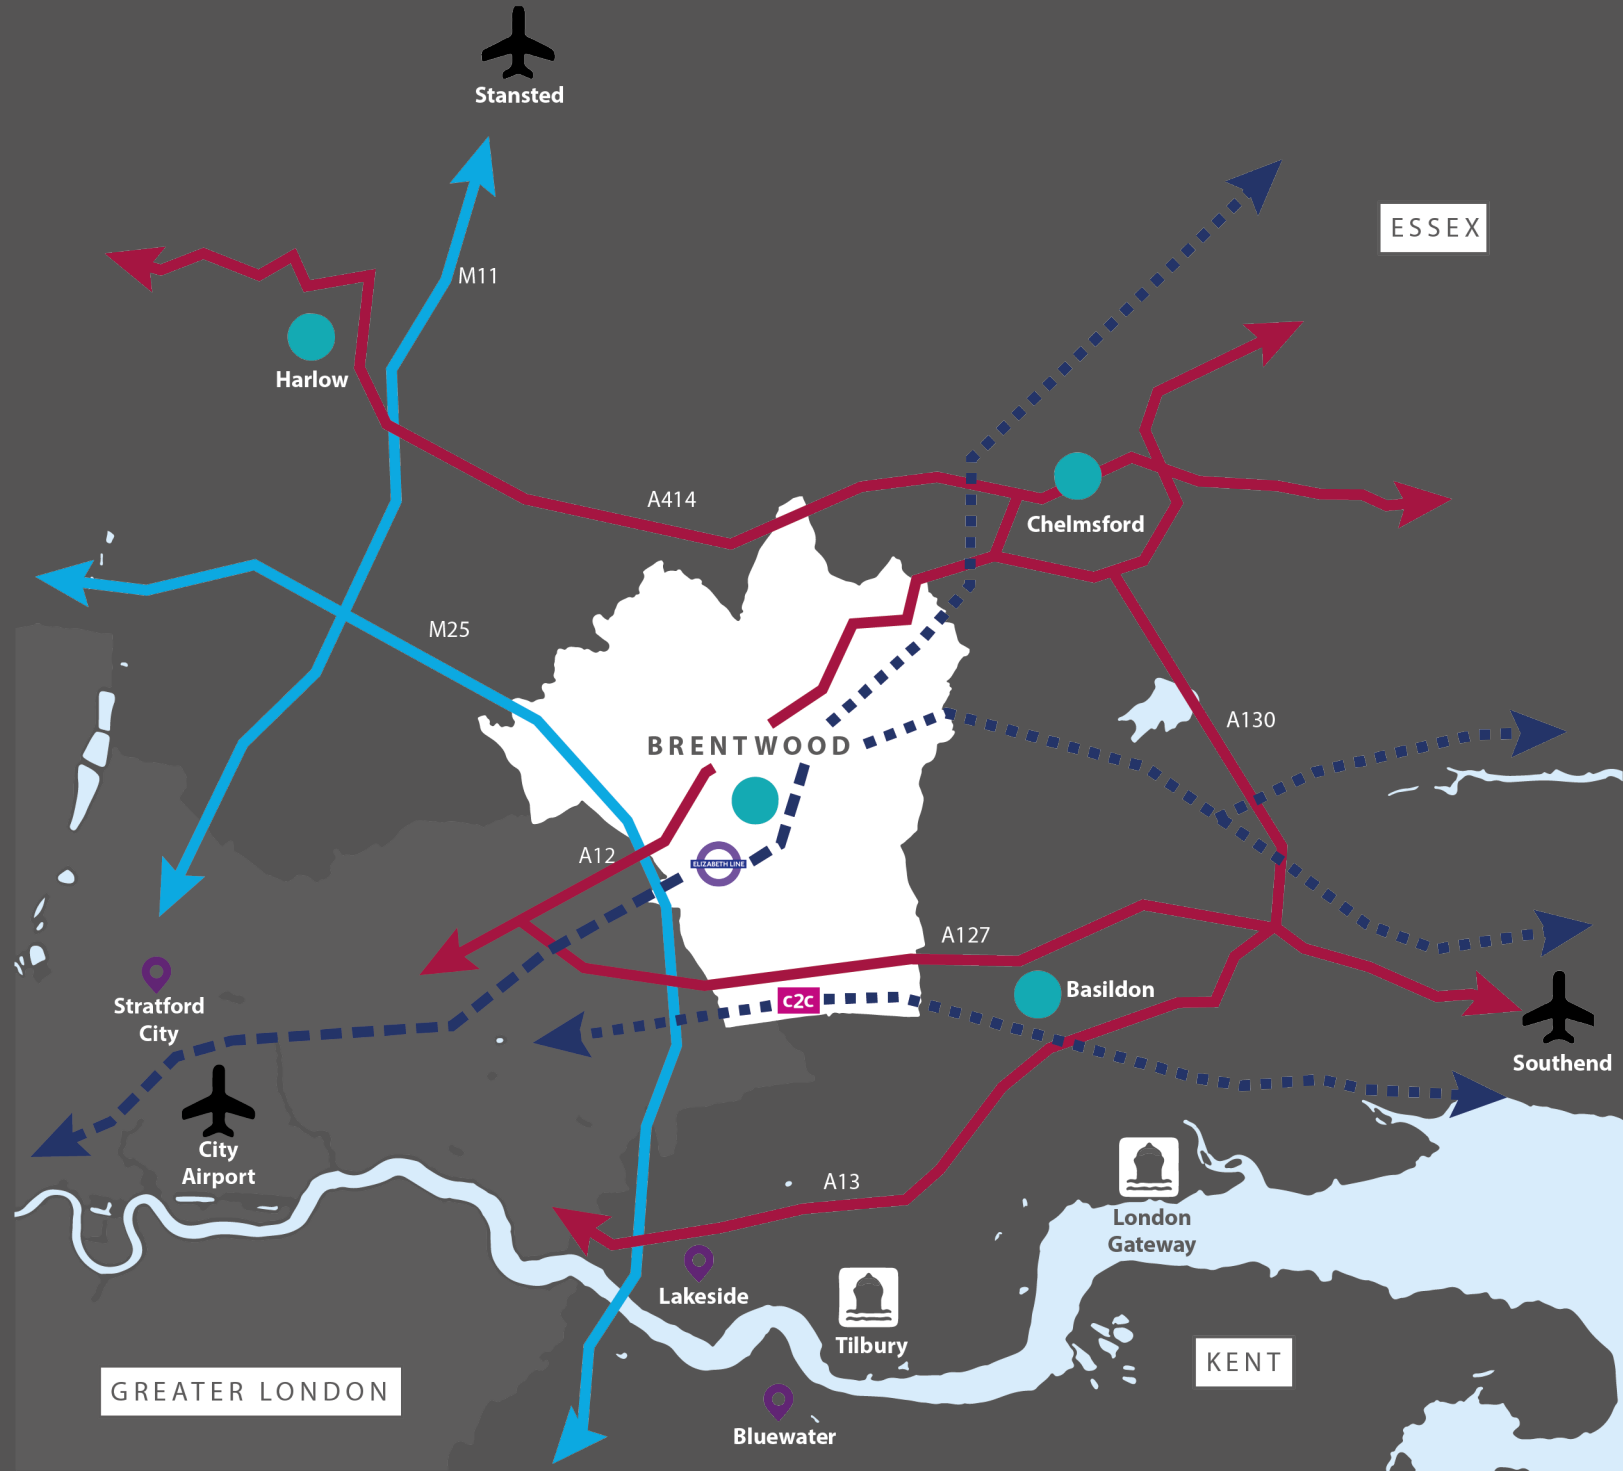 Stansted
ESSEX
M11
Harlow
A414
Chelmsford
M25
A130
BRENTWOOD
A12
ELIZABETH LINE
A127
Basildon
c2c
Stratford
City
Southend
City
Airport
A13
London
Gateway
Lakeside
Tilbury
KENT
GREATER LONDON
Bluewater